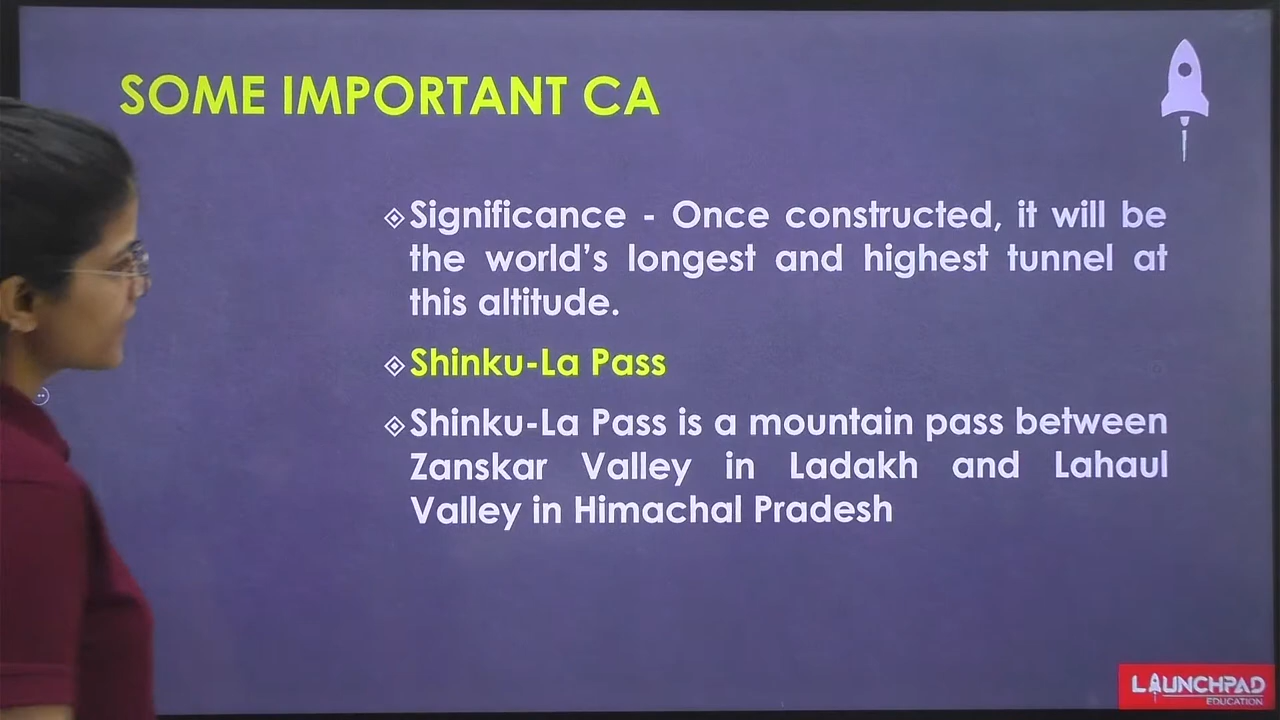 SOME IMPORTANT CA
Significance - Once constructed, it will be
the world's longest and highest tunnel at
this altitude.
Shinku-La Pass
Shinku-La Pass is a mountain pass between
Zanskar Valley in Ladakh and Lahaul
Valley in Himachal Pradesh
LAUNCHPAD
EDUCATION